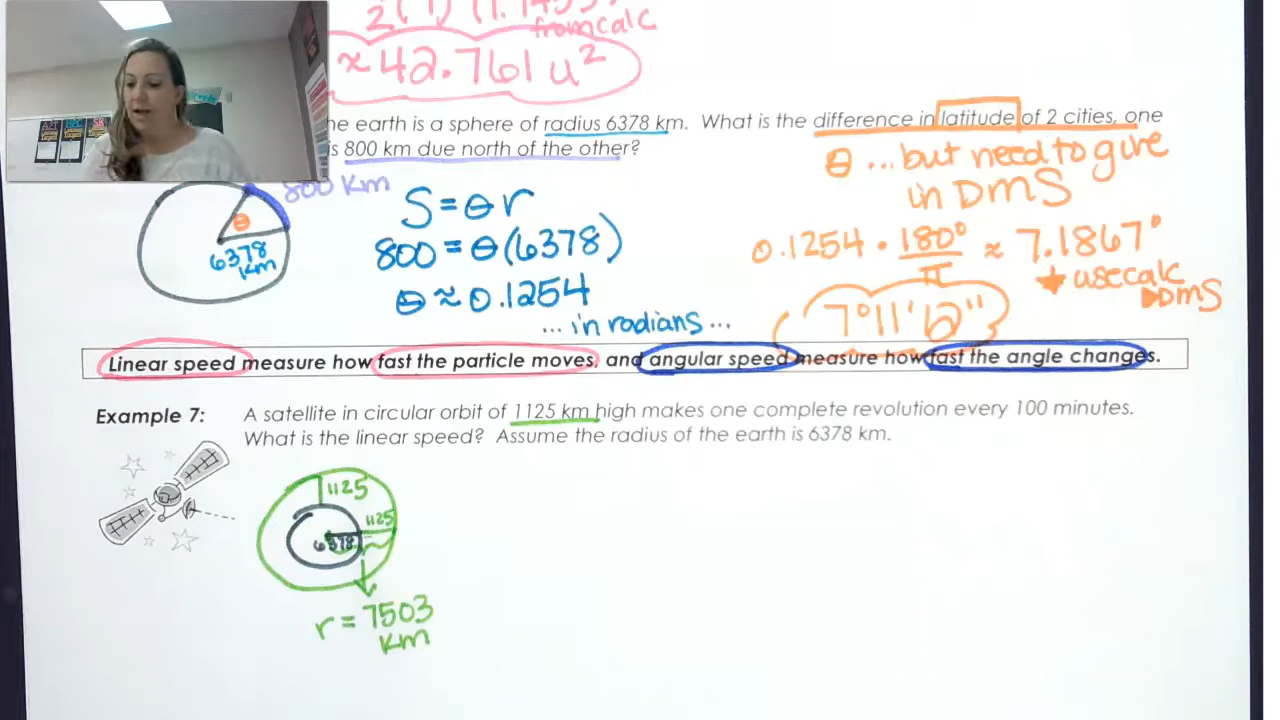 from calc
≈ 42.761 u²
he earth is a sphere of radius 6378 km. What is the difference in latitude of 2 cities, one
is 800 km due north of the other?
θ ... but need to give
in DMS
800 km
θ
6378
km
S = θ r
800 = θ(6378)
θ ≈ 0.1254
... in radians ...
0.1254 • 180° / π ≈ 7.1867°
★ use calc
▶DMS
7° 11' 12"
Linear speed measure how fast the particle moves, and angular speed measure how fast the angle changes.
Example 7: A satellite in circular orbit of 1125 km high makes one complete revolution every 100 minutes.
What is the linear speed? Assume the radius of the earth is 6378 km.
1125
1125
6378
r = 7503
km